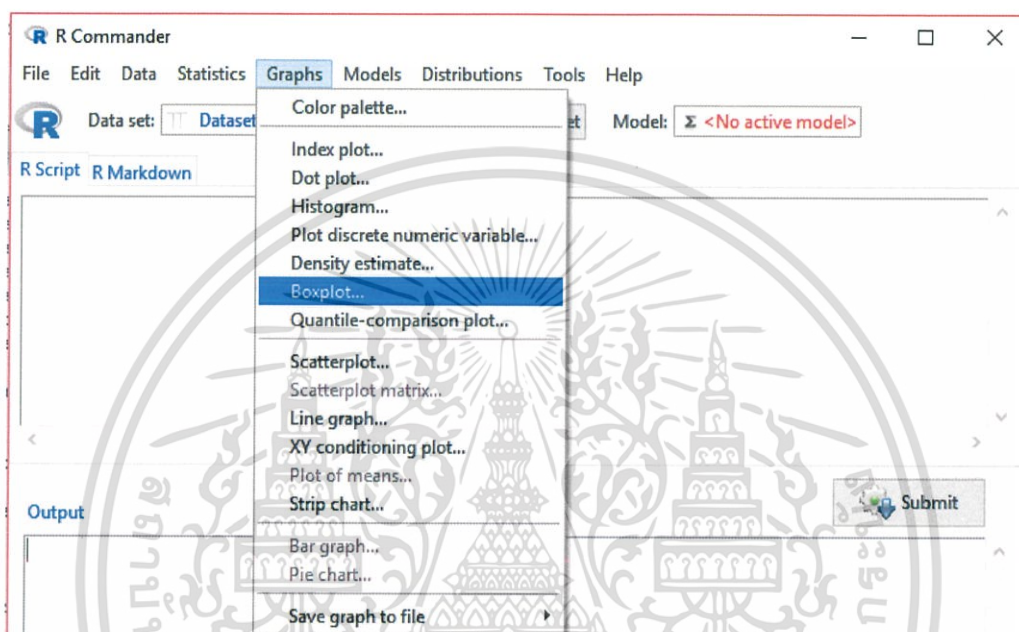 R R Commander
File Edit Data Statistics Graphs Models Distributions Tools Help
R Data set: Dataset et Model: Σ <No active model>
R Script R Markdown
Color palette...
Index plot...
Dot plot...
Histogram...
Plot discrete numeric variable...
Density estimate...
Boxplot...
Quantile-comparison plot...
Scatterplot...
Scatterplot matrix...
Line graph...
XY conditioning plot...
Plot of means...
Strip chart...
Bar graph...
Pie chart...
Save graph to file
Submit
Output